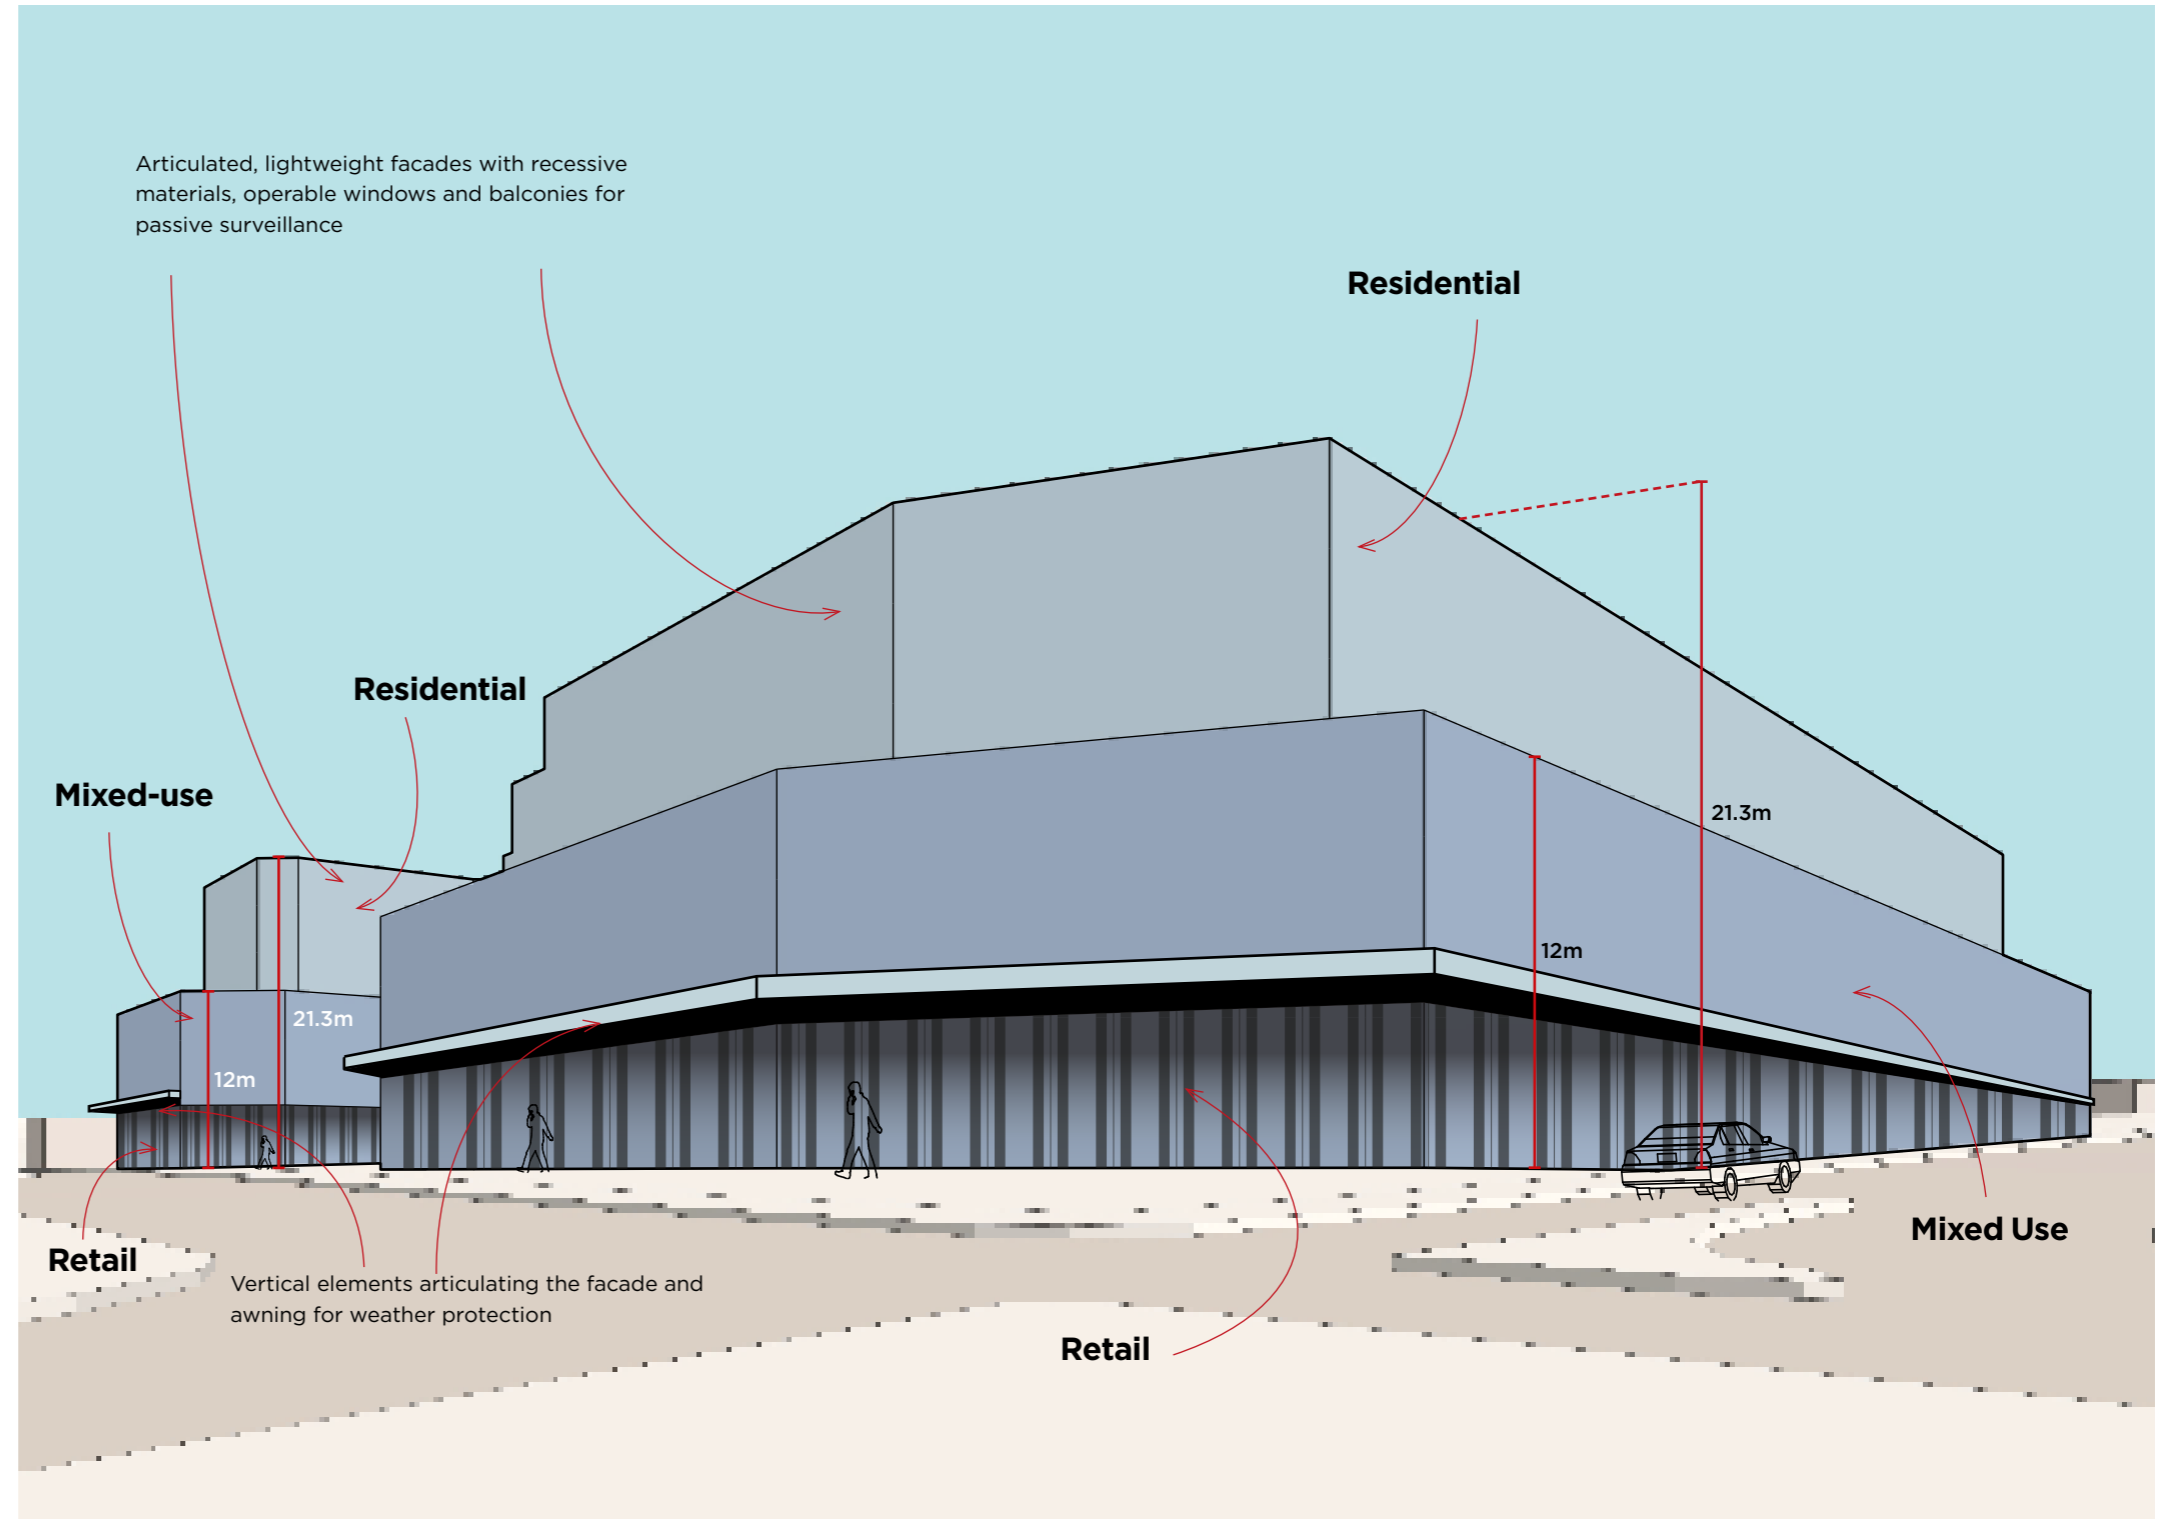 Articulated, lightweight facades with recessive
materials, operable windows and balconies for
passive surveillance
Residential
Residential
Mixed-use
21.3m
12m
21.3m
12m
Mixed Use
Retail
Vertical elements articulating the facade and
awning for weather protection
Retail